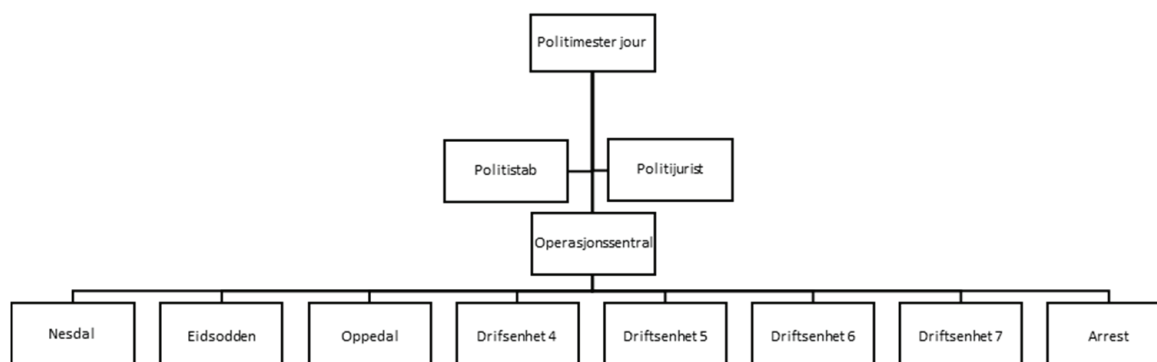 Politimester jour
Politistab
Politijurist
Operasjonssentral
Nesdal
Eidsodden
Oppedal
Drifsenhet 4
Driftsenhet 5
Driftsenhet 6
Driftsenhet 7
Arrest